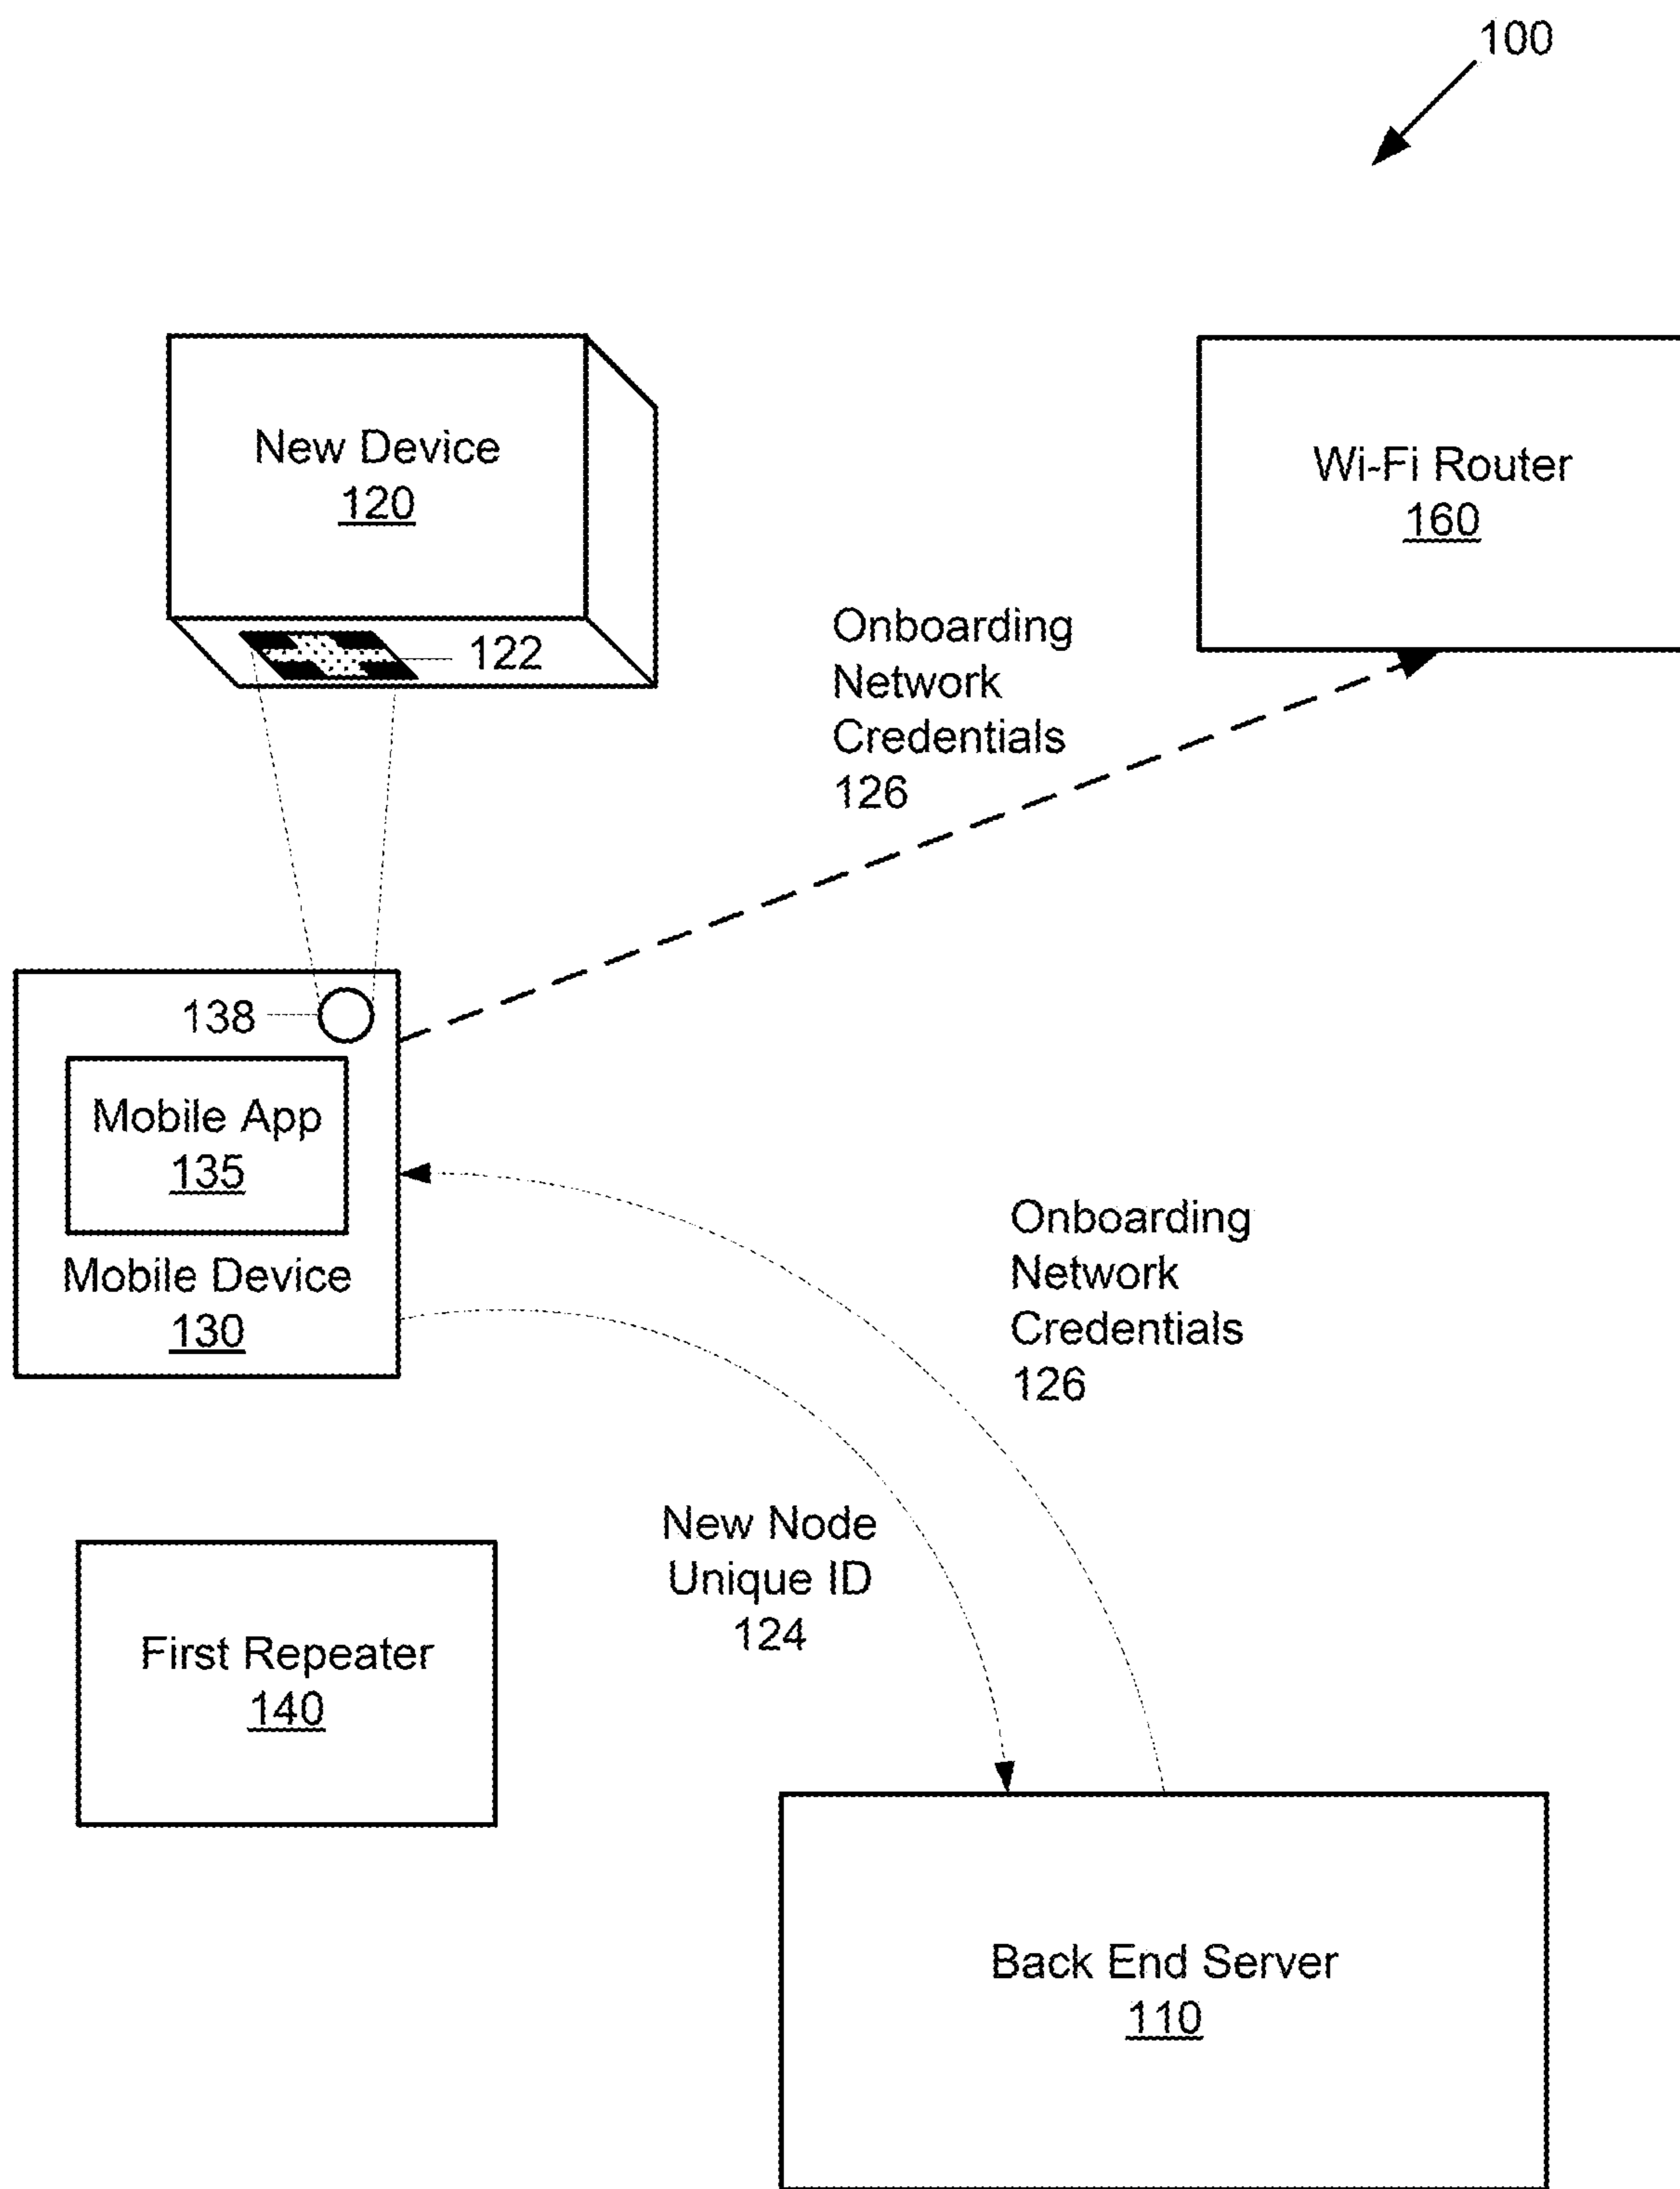 100
New Device
120
Wi-Fi Router
160
122
Onboarding
Network
Credentials
126
138
Mobile App
135
Mobile Device
130
Onboarding
Network
Credentials
126
New Node
Unique ID
124
First Repeater
140
Back End Server
110